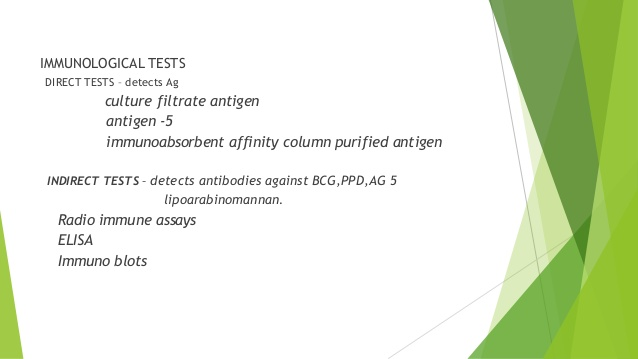 IMMUNOLOGICAL TESTS
DIRECT TESTS – detects Ag
culture filtrate antigen
antigen -5
immunoabsorbent affinity column purified antigen
INDIRECT TESTS – detects antibodies against BCG,PPD,AG 5
lipoarabinomannan.
Radio immune assays
ELISA
Immuno blots